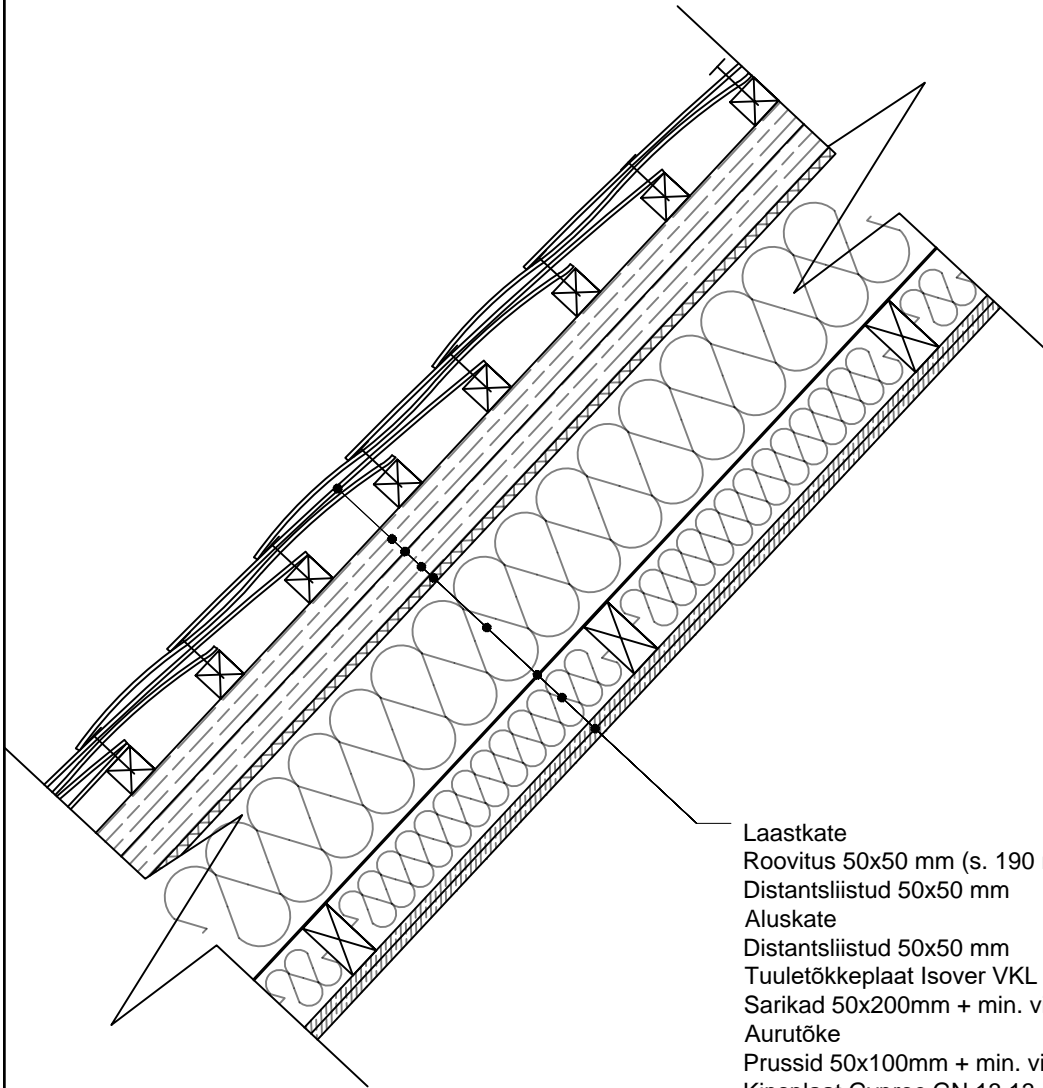 Laastkate
Roovitus 50x50 mm (s. 190
Distantsliistud 50x50 mm
Aluskate
Distantsliistud 50x50 mm
Tuuletõkkeplaat Isover VKL
Sarikad 50x200mm + min.
Aurutõke
Prussid 50x100mm + min.